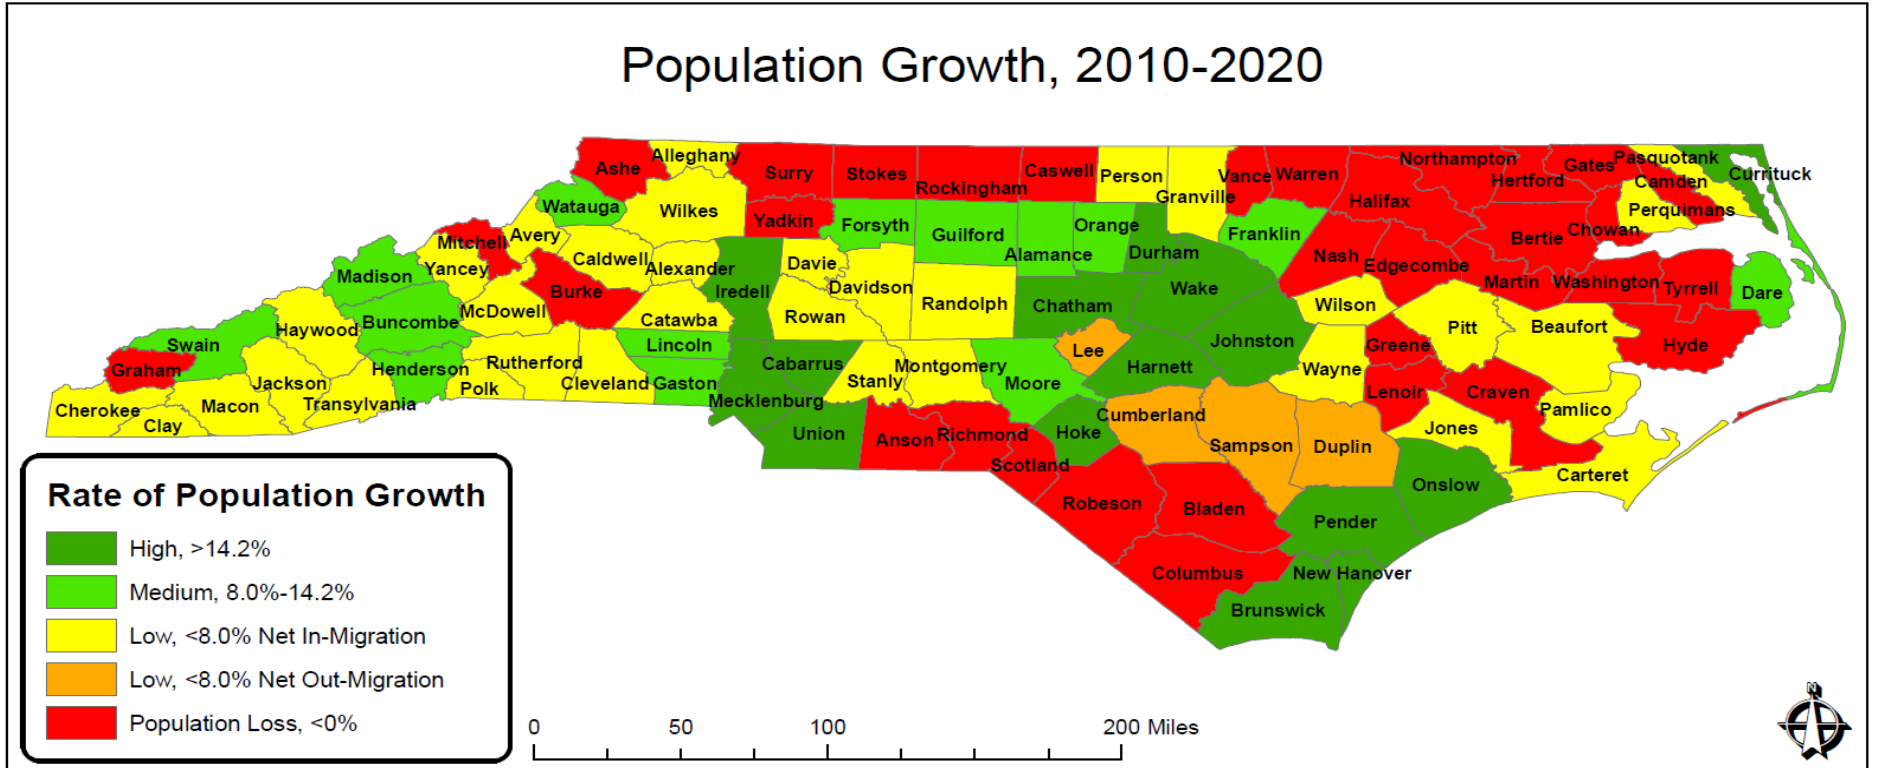 Population Growth, 2010-2020
Alleghany
Ashe
Surry
Stokes
Rockingham
Caswell
Person
Granville
Vance
Warren
Northampton
Gates
Pasquotank
Currituck
Hertford
Camden
Halifax
Perquimans
Watauga
Wilkes
Yadkin
Forsyth
Guilford
Alamance
Orange
Durham
Franklin
Nash
Edgecombe
Bertie
Chowan
Mitchell
Avery
Madison
Yancey
Caldwell
Alexander
Iredell
Davie
Davidson
Randolph
Chatham
Wake
Martin
Washington
Tyrrell
Dare
Burke
McDowell
Catawba
Rowan
Wilson
Pitt
Beaufort
Haywood
Buncombe
Swain
Lincoln
Cabarrus
Lee
Johnston
Greene
Hyde
Graham
Henderson
Rutherford
Jackson
Polk
Cleveland
Gaston
Stanly
Montgomery
Moore
Harnett
Wayne
Lenoir
Craven
Cherokee
Macon
Transylvania
Mecklenburg
Clay
Union
Anson
Richmond
Hoke
Cumberland
Sampson
Duplin
Jones
Pamlico
Scotland
Robeson
Bladen
Onslow
Carteret
Pender
Columbus
New Hanover
Brunswick
Rate of Population Growth
High, >14.2%
Medium, 8.0%-14.2%
Low, <8.0% Net In-Migration
Low, <8.0% Net Out-Migration
Population Loss, <0%
0 50 100 200 Miles
N